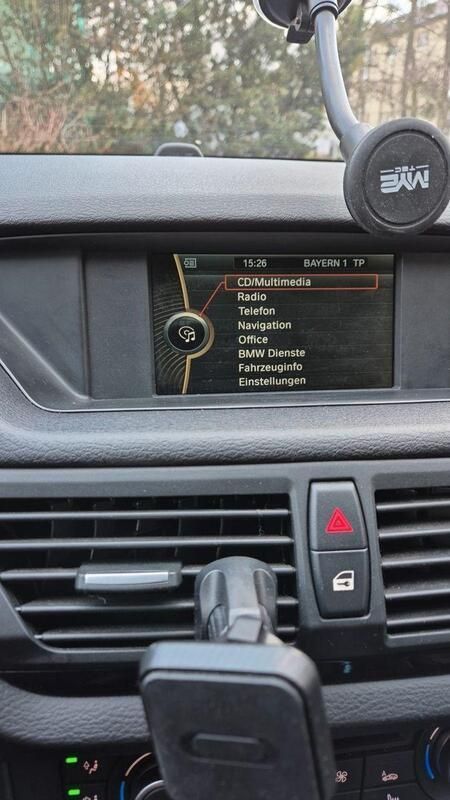 15:26 BAYERN 1 TP
CD/Multimedia
Radio
Telefon
Navigation
Office
BMW Dienste
Fahrzeuginfo
Einstellungen